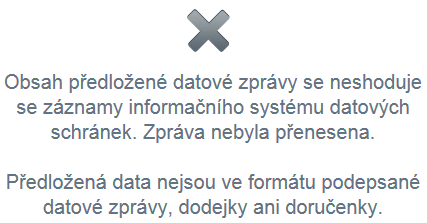 Obsah předložené datové zprávy se neshoduje
se záznamy informačního systému datových
schránek. Zpráva nebyla přenesena.
Předložená data nejsou ve formátu podepsané
datové zprávy, dodejky ani doručenky.